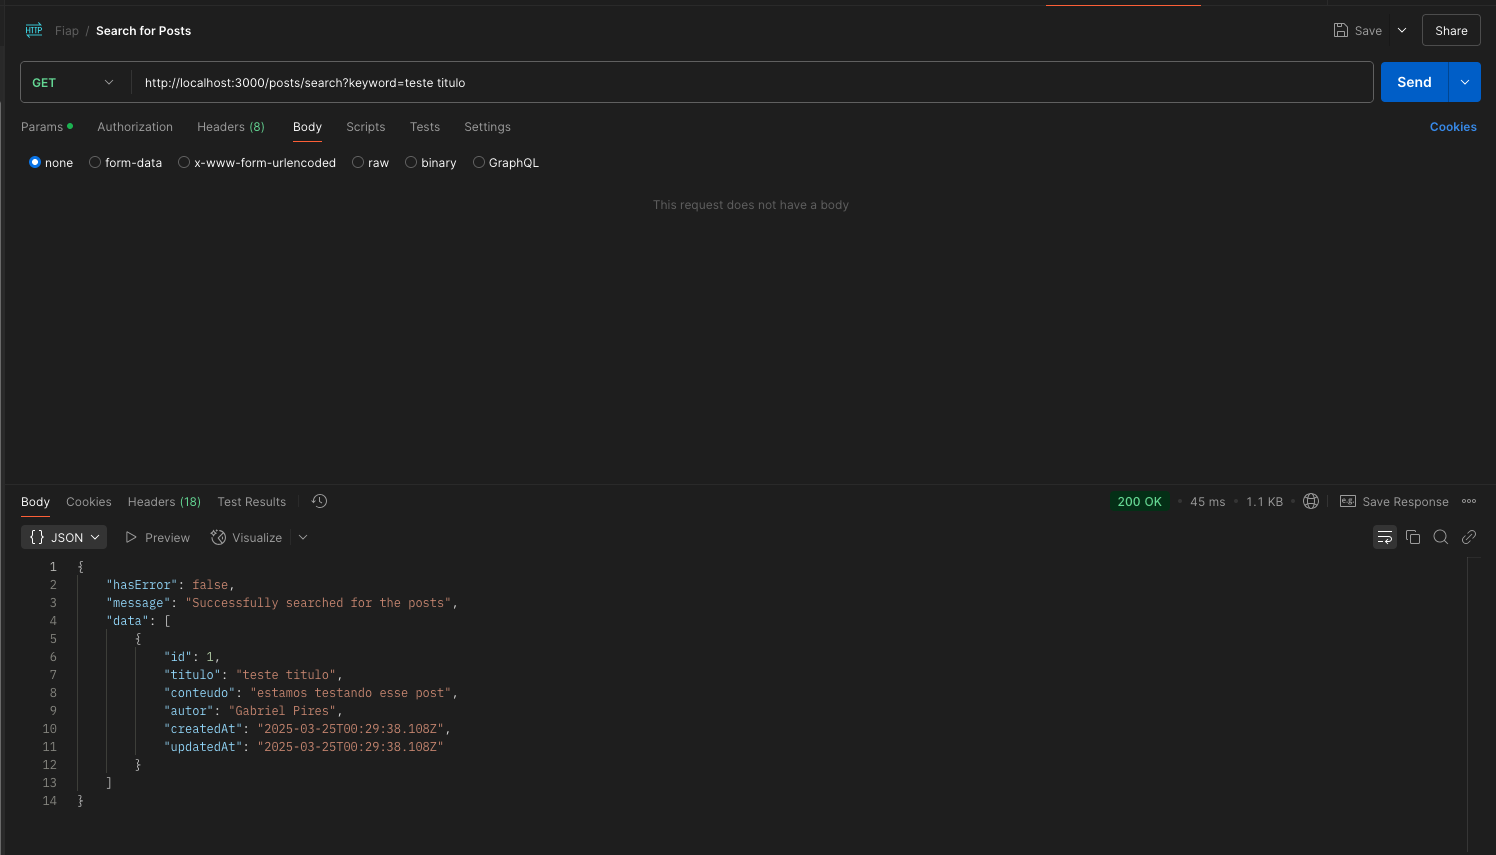 HTTP Fiap / Search for Posts Save Share
GET http://localhost:3000/posts/search?keyword=teste titulo Send
Params Authorization Headers (8) Body Scripts Tests Settings Cookies
none form-data x-www-form-urlencoded raw binary GraphQL
This request does not have a body
Body Cookies Headers (18) Test Results 200 OK • 45 ms • 1.1 KB • e.g. Save Response
{} JSON Preview Visualize
1 {
2 "hasError": false,
3 "message": "Successfully searched for the posts",
4 "data": [
5 {
6 "id": 1,
7 "titulo": "teste titulo",
8 "conteudo": "estamos testando esse post",
9 "autor": "Gabriel Pires",
10 "createdAt": "2025-03-25T00:29:38.108Z",
11 "updatedAt": "2025-03-25T00:29:38.108Z"
12 }
13 ]
14 }